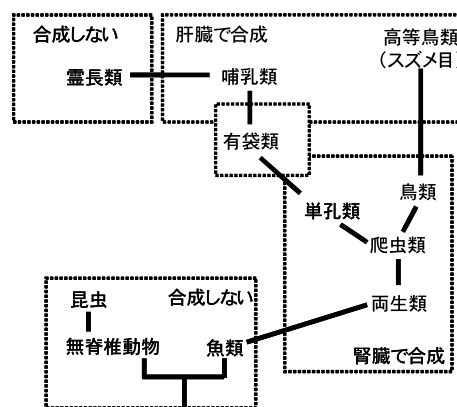 合成しない
霊長類
肝臓で合成
哺乳類
高等鳥類
(スズメ目)
有袋類
単孔類
鳥類
爬虫類
両生類
腎臓で合成
昆虫
合成しない
無脊椎動物
魚類